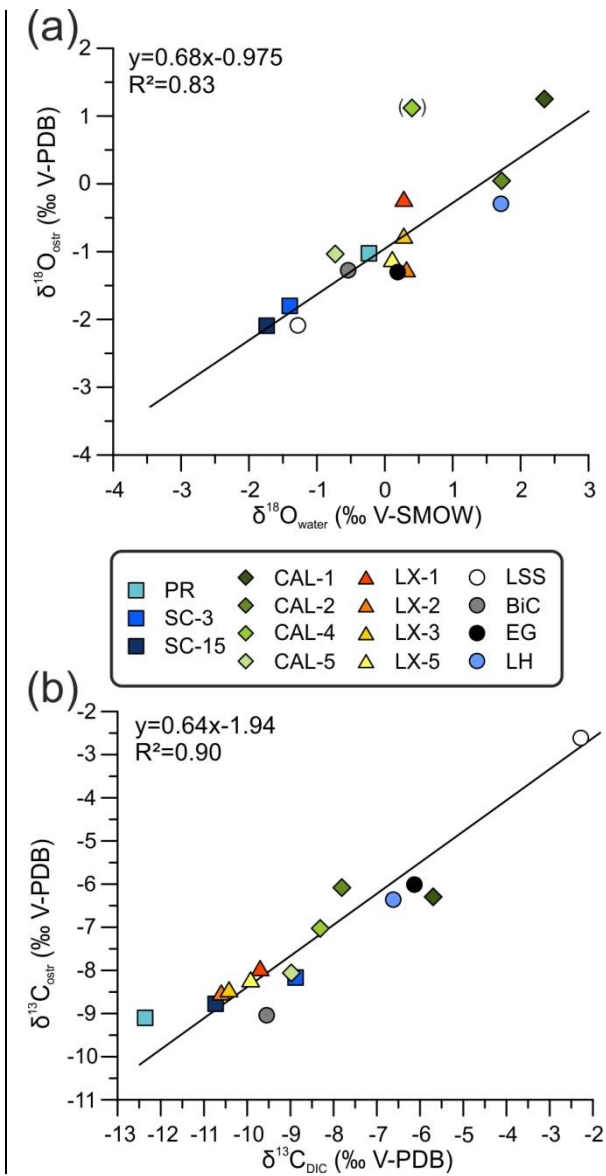 (a)
y=0.68x-0.975
R²=0.83
( )
2
1
0
-1
-2
-3
-4
δ¹⁸Oostr (‰ V-PDB)
-4 -3 -2 -1 0 1 2 3
δ¹⁸Owater (‰ V-SMOW)
PR CAL-1 LX-1 LSS
SC-3 CAL-2 LX-2 BiC
SC-15 CAL-4 LX-3 EG
CAL-5 LX-5 LH
(b)
y=0.64x-1.94
R²=0.90
-2
-3
-4
-5
-6
-7
-8
-9
-10
-11
δ¹³Costr (‰ V-PDB)
-13 -12 -11 -10 -9 -8 -7 -6 -5 -4 -3 -2
δ¹³CDIC (‰ V-PDB)